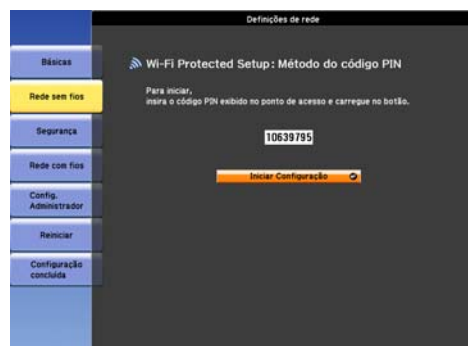 Definições de rede
Básicas
Rede sem fios
Segurança
Rede com fios
Config.
Administrador
Reiniciar
Configuração
concluída
Wi-Fi Protected Setup: Método do código PIN
Para iniciar,
insira o código PIN exibido no ponto de acesso e carregue no botão.
10639795
Iniciar Configuração